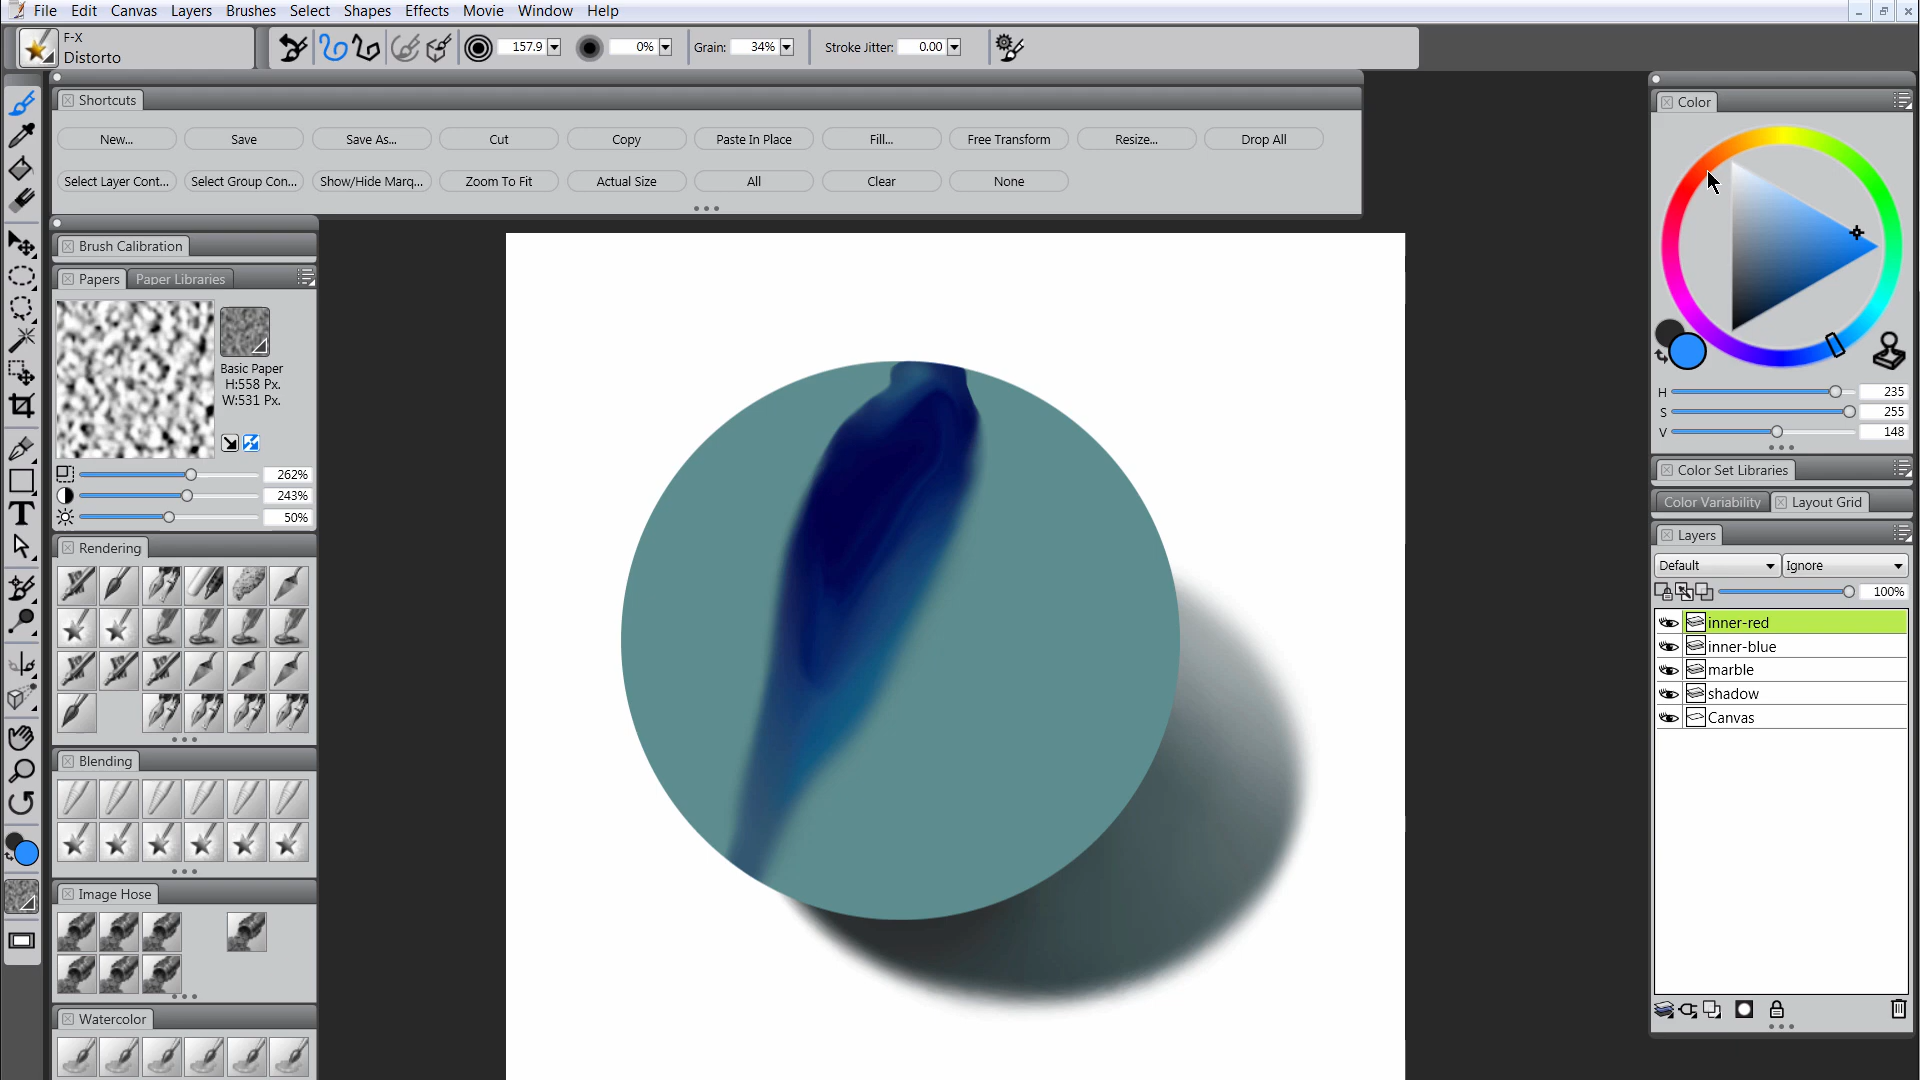 File Edit Canvas Layers Brushes Select Shapes Effects Movie Window Help
F-X
Distorto
157.9 0% Grain: 34% Stroke Jitter: 0.00
Shortcuts
New... Save Save As... Cut Copy Paste In Place Fill... Free Transform Resize... Drop All
Select Layer Cont... Select Group Con... Show/Hide Marq... Zoom To Fit Actual Size All Clear None
Brush Calibration
Papers Paper Libraries
Basic Paper
H:558 Px.
W:531 Px.
262%
243%
50%
Rendering
Blending
Image Hose
Watercolor
T
Color
H 235
S 255
V 148
Color Set Libraries
Color Variability Layout Grid
Layers
Default Ignore
100%
inner-red
inner-blue
marble
shadow
Canvas